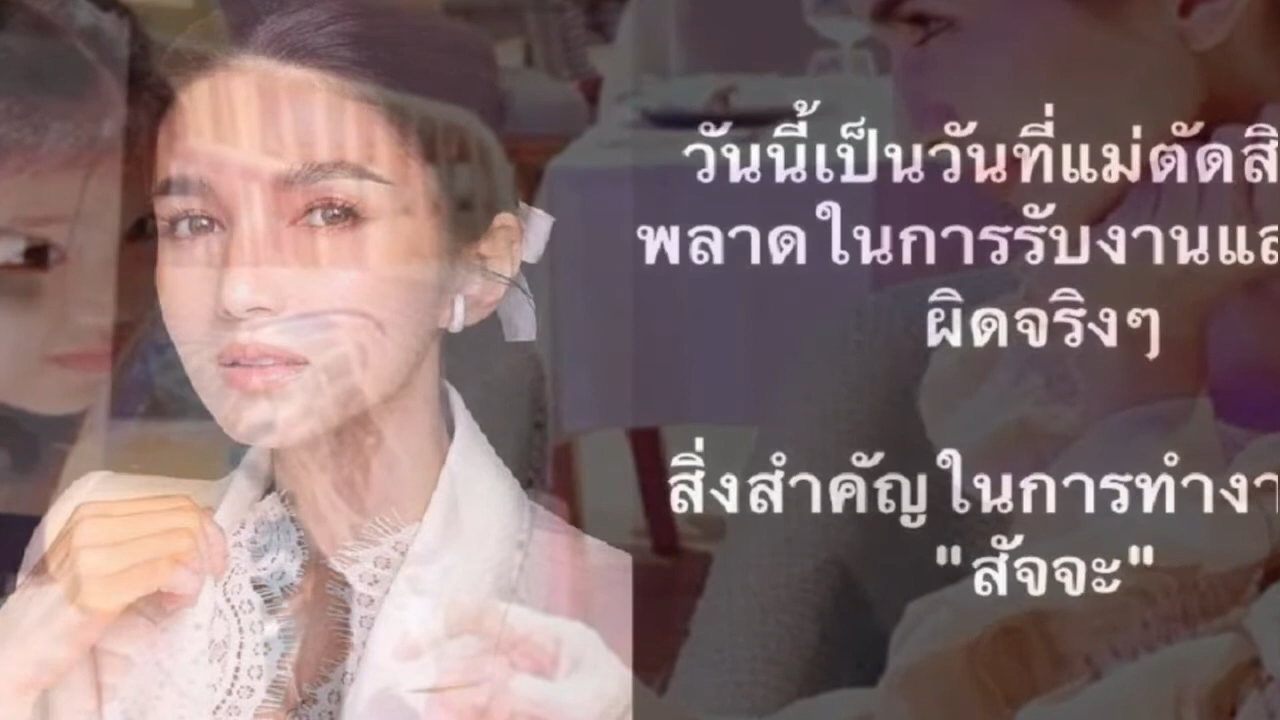 วันนี้เป็นวันที่แม่ตัดสิ
พลาดในการรับงานแล
ผิดจริงๆ
สิ่งสำคัญในการทำงา
"สัจจะ"